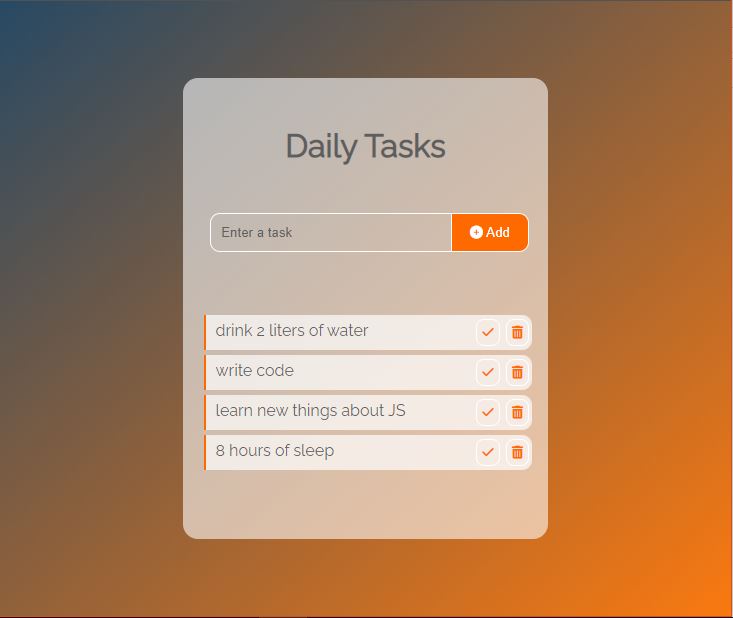 Daily Tasks
Enter a task
Add
drink 2 liters of water
write code
learn new things about JS
8 hours of sleep